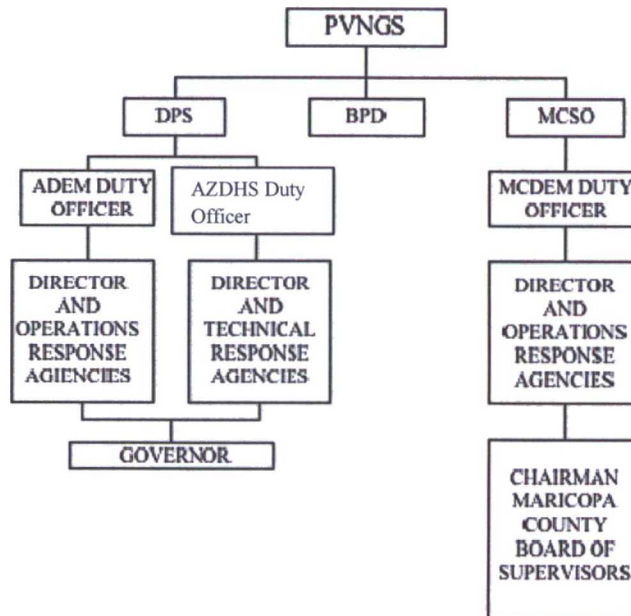 PVNGS
DPS
BPD
MCSO
ADEM DUTY
OFFICER
AZDHS Duty
Officer
MCDEM DUTY
OFFICER
DIRECTOR
AND
OPERATIONS
RESPONSE
AGIENCIES
DIRECTOR
AND
TECHNICAL
RESPONSE
AGENCIES
DIRECTOR
AND
OPERATIONS
RESPONSE
AGENCIES
GOVERNOR
CHAIRMAN
MARICOPA
COUNTY
BOARD OF
SUPERVISORS